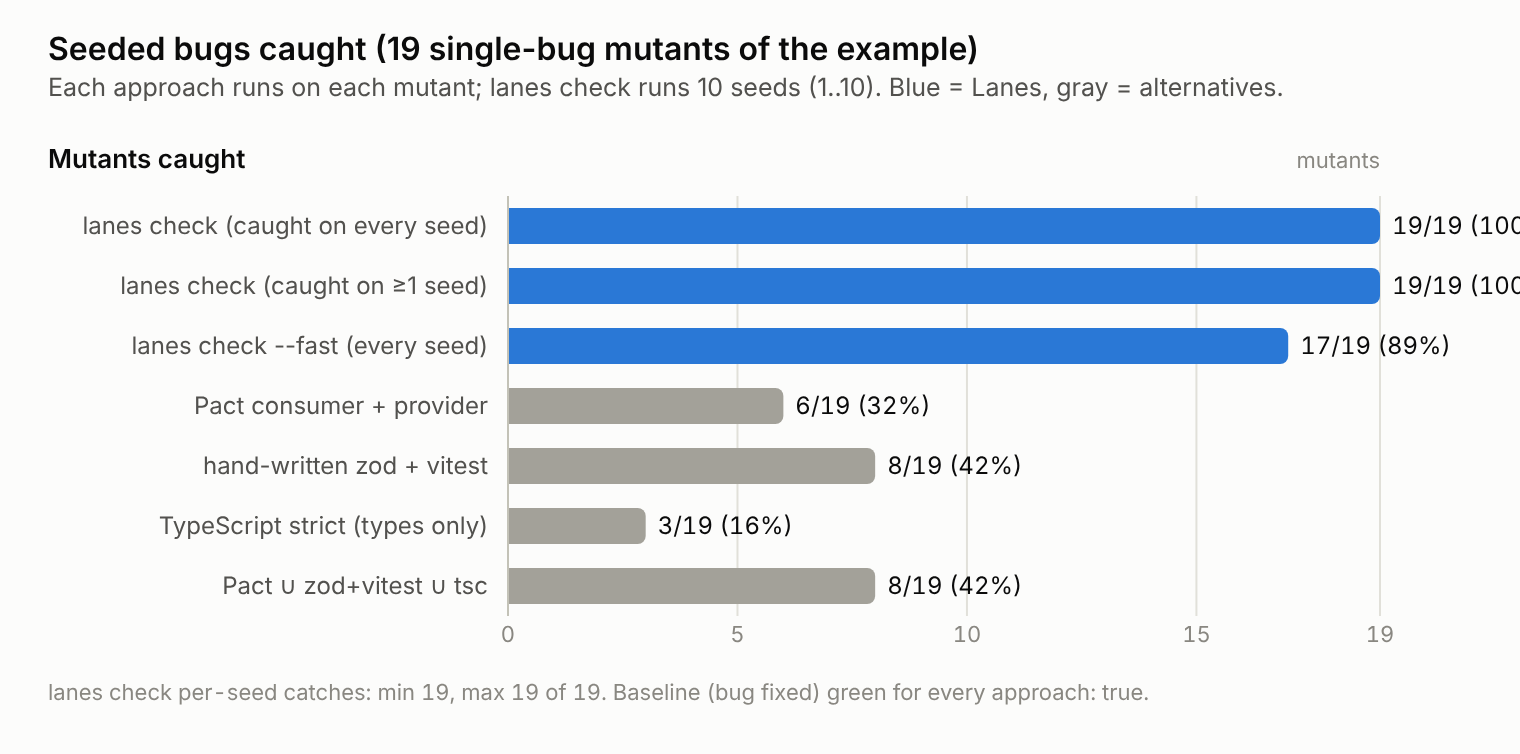 Seeded bugs caught (19 single-bug mutants of the example)
Each approach runs on each mutant; lanes check runs 10 seeds (1..10). Blue = Lanes, gray = alternatives.
Mutants caught
mutants
lanes check (caught on every seed) 19/19 (100
lanes check (caught on ≥1 seed) 19/19 (100
lanes check --fast (every seed) 17/19 (89%)
Pact consumer + provider 6/19 (32%)
hand-written zod + vitest 8/19 (42%)
TypeScript strict (types only) 3/19 (16%)
Pact ∪ zod+vitest ∪ tsc 8/19 (42%)
0 5 10 15 19
lanes check per-seed catches: min 19, max 19 of 19. Baseline (bug fixed) green for every approach: true.